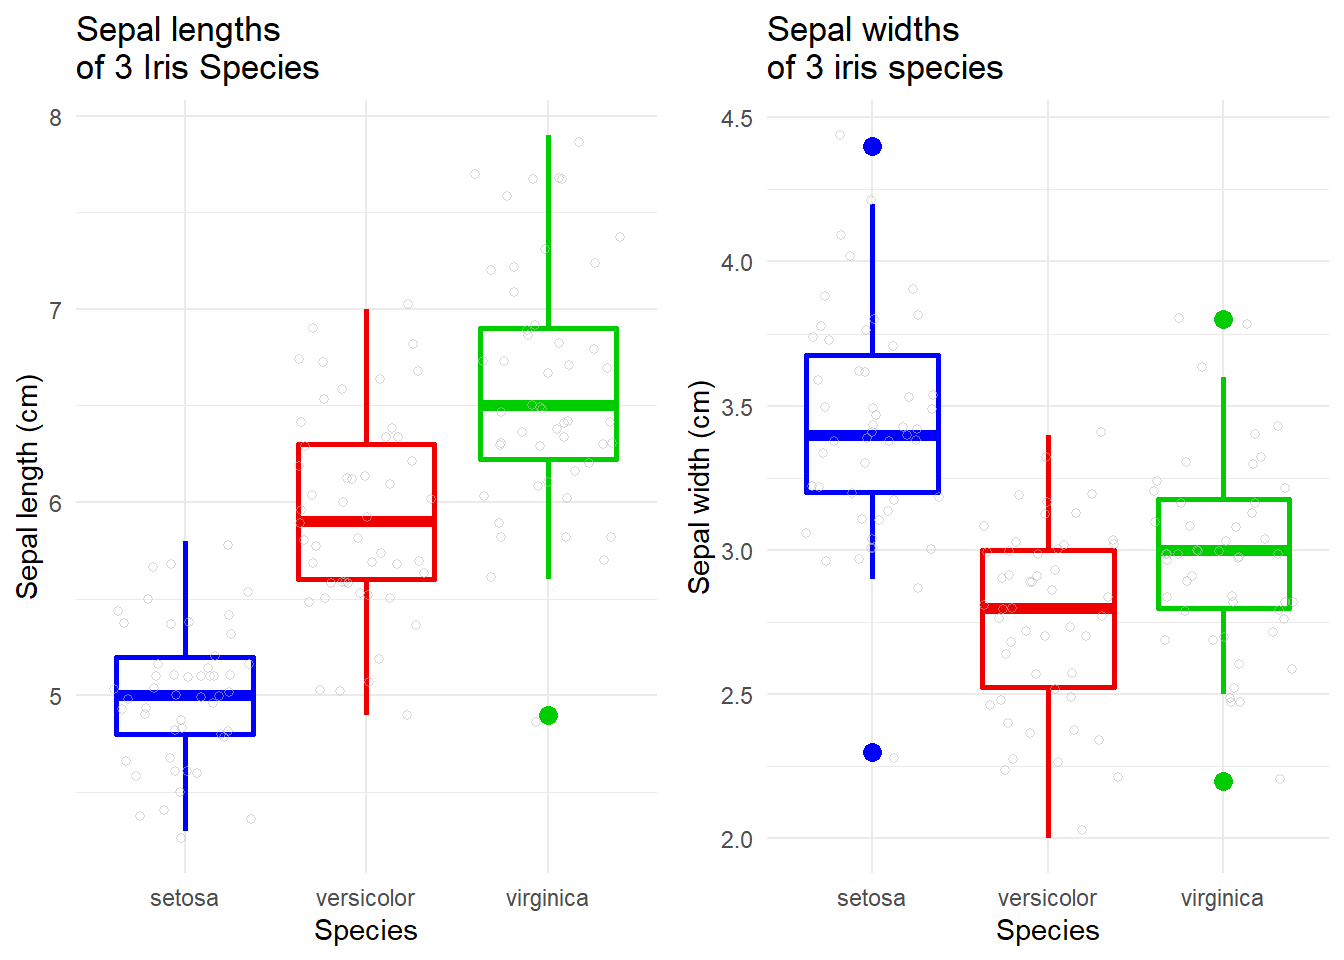 Sepal lengths
of 3 Iris Species
Sepal length (cm)
8
7
6
5
setosa
versicolor
virginica
Species
Sepal widths
of 3 iris species
Sepal width (cm)
4.5
4.0
3.5
3.0
2.5
2.0
setosa
versicolor
virginica
Species